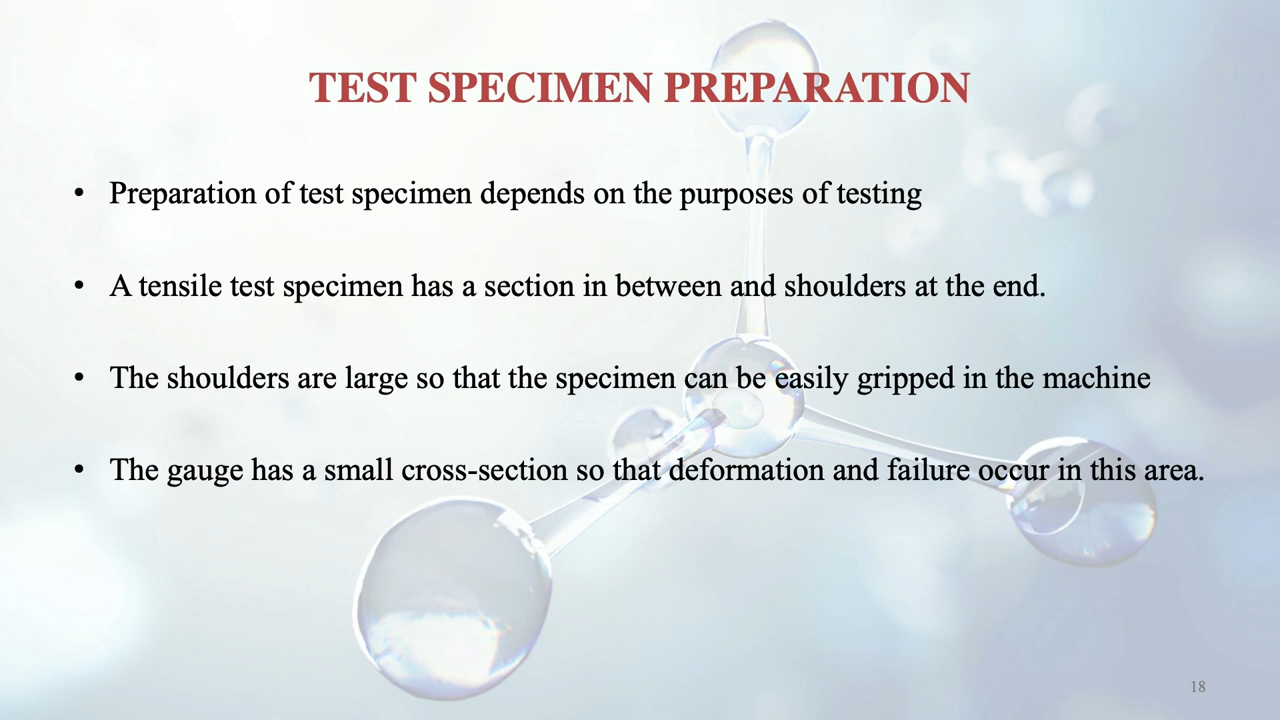 TEST SPECIMEN PREPARATION
• Preparation of test specimen depends on the purposes of testing
• A tensile test specimen has a section in between and shoulders at the end.
• The shoulders are large so that the specimen can be easily gripped in the machine
• The gauge has a small cross-section so that deformation and failure occur in this area.
18